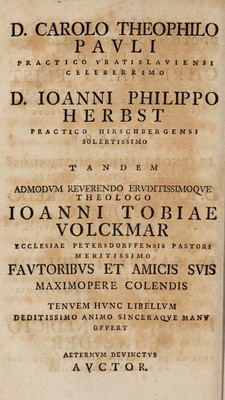 D. CAROLO THEOPHILO
PAVLI
PRACTICO VRATISLAVIENSI
CELEBERRIMO
D. IOANNI PHILIPPO
HERBST
PRACTICO HIRSCHBERGENSI
SOLERTISSIMO
TANDEM
ADMODVM REVERENDO ERVDITISSIMOQVE
THEOLOGO
IOANNI TOBIAE
VOLCKMAR
ECCLESIAE PETERSDORFFENSIS PASTORI
MERITISSIMO
FAVTORIBVS ET AMICIS SVIS
MAXIMOPERE COLENDIS
TENVEM HVNC LIBELLVM
DEDITISSIMO ANIMO SINCERAQVE MANV
OFFERT
AETERNVM DEVINCTVS
AVCTOR.